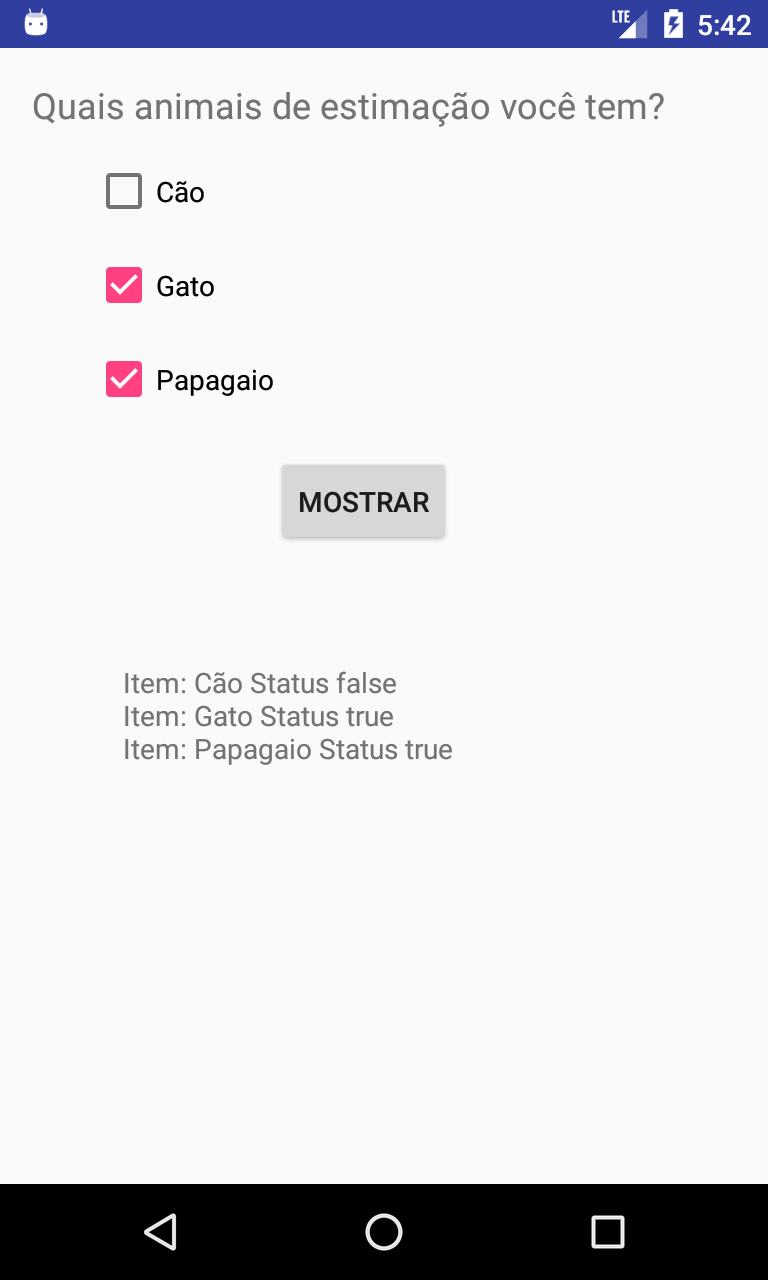 LTE 5:42
Quais animais de estimação você tem?
Cão
Gato
Papagaio
MOSTRAR
Item: Cão Status false
Item: Gato Status true
Item: Papagaio Status true